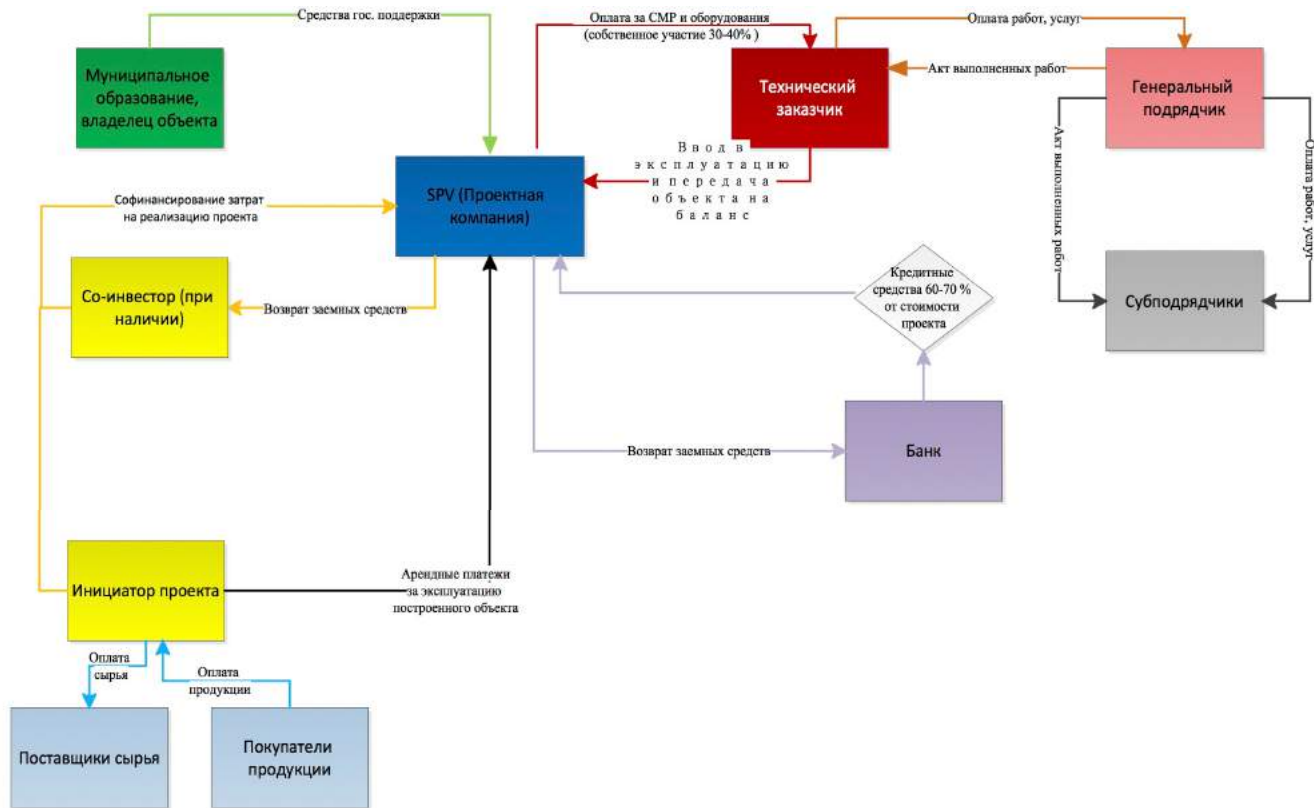 Средства гос. поддержки
Оплата за СМР и оборудования
(собственное участие 30-40% )
Оплата работ, услуг
Муниципальное
образование,
владелец объекта
Технический
заказчик
Акт выполненных работ
Генеральный
подрядчик
Ввод в
эксплуатацию
и передача
объекта на
баланс
SPV (Проектная
компания)
Софинансирование затрат
на реализацию проекта
Акт выполненных работ
Оплата работ, услуг
Со-инвестор (при
наличии)
Возврат заемных средств
Кредитные
средства 60-70 %
от стоимости
проекта
Субподрядчики
Возврат заемных средств
Банк
Инициатор проекта
Арендные платежи
за эксплуатацию
построенного объекта
Оплата
сырья
Оплата
продукции
Поставщики сырья
Покупатели
продукции